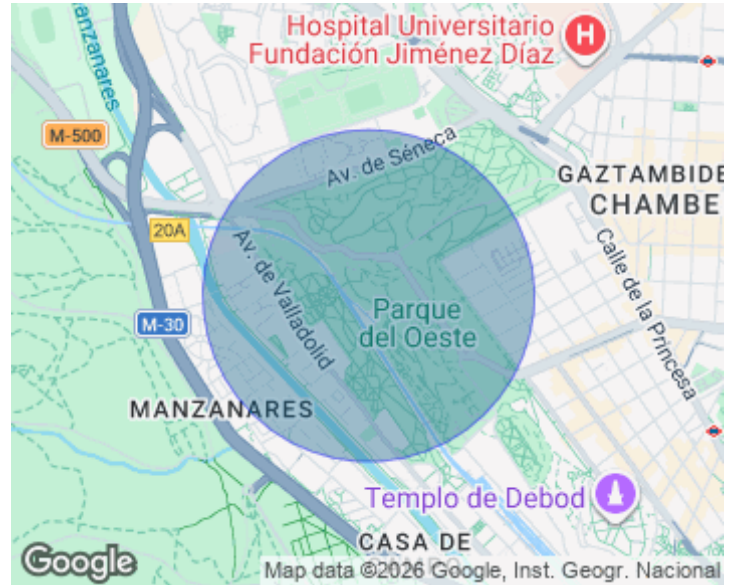 Manzanares
Hospital Universitario
Fundación Jiménez Díaz
H
M-500
Av. de Séneca
GAZTAMBIDE
CHAMBE
20A
Av. de Valladolid
Calle de la Princesa
M-30
Parque
del Oeste
MANZANARES
Templo de Debod
CASA DE
Google
Map data ©2026 Google, Inst. Geogr. Nacional